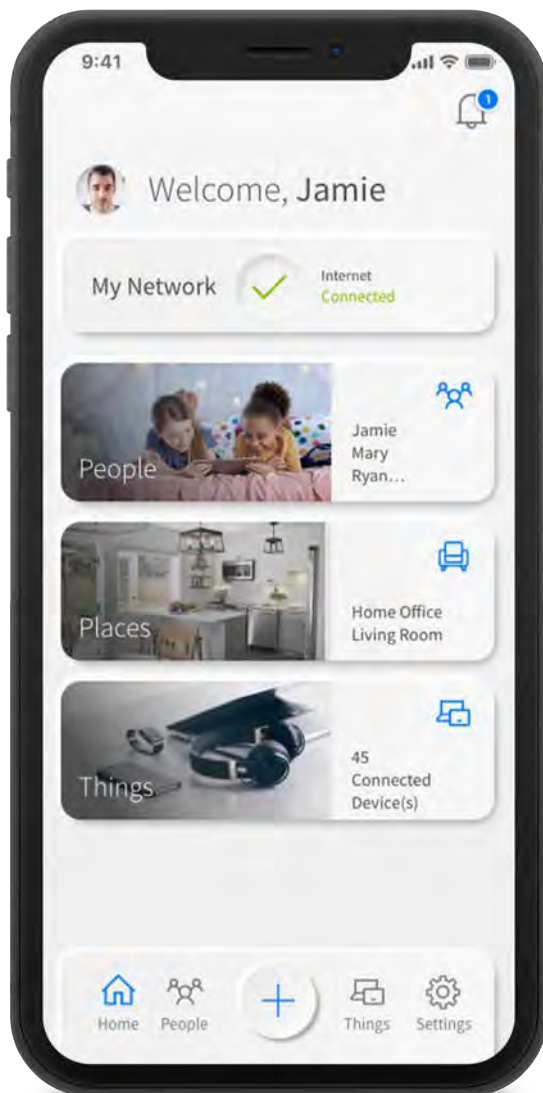 9:41
1
Welcome, Jamie
My Network
Internet
Connected
People
Jamie
Mary
Ryan...
Places
Home Office
Living Room
Things
45
Connected
Device(s)
Home
People
Things
Settings